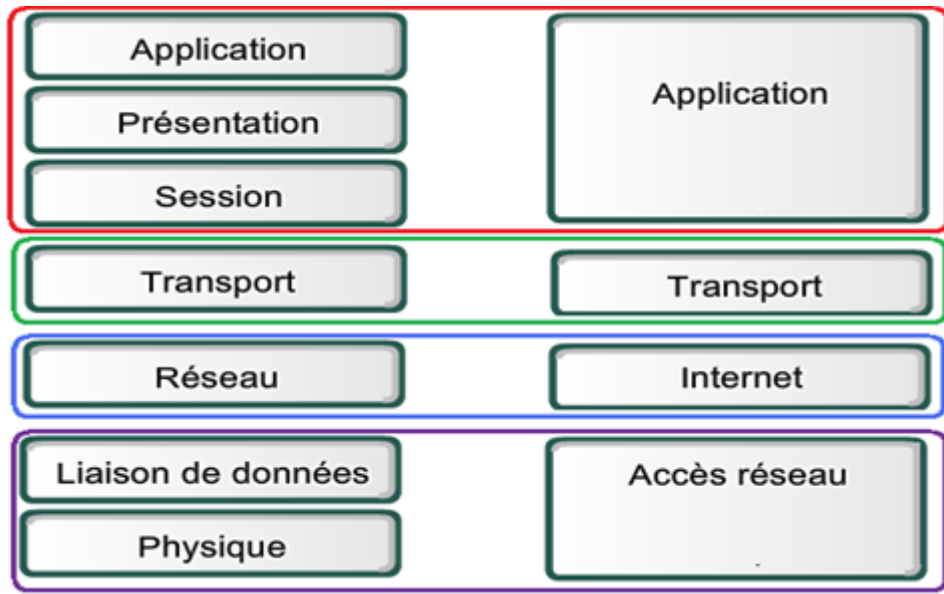 Application
Présentation
Session
Transport
Réseau
Liaison de données
Physique
Application
Transport
Internet
Accès réseau